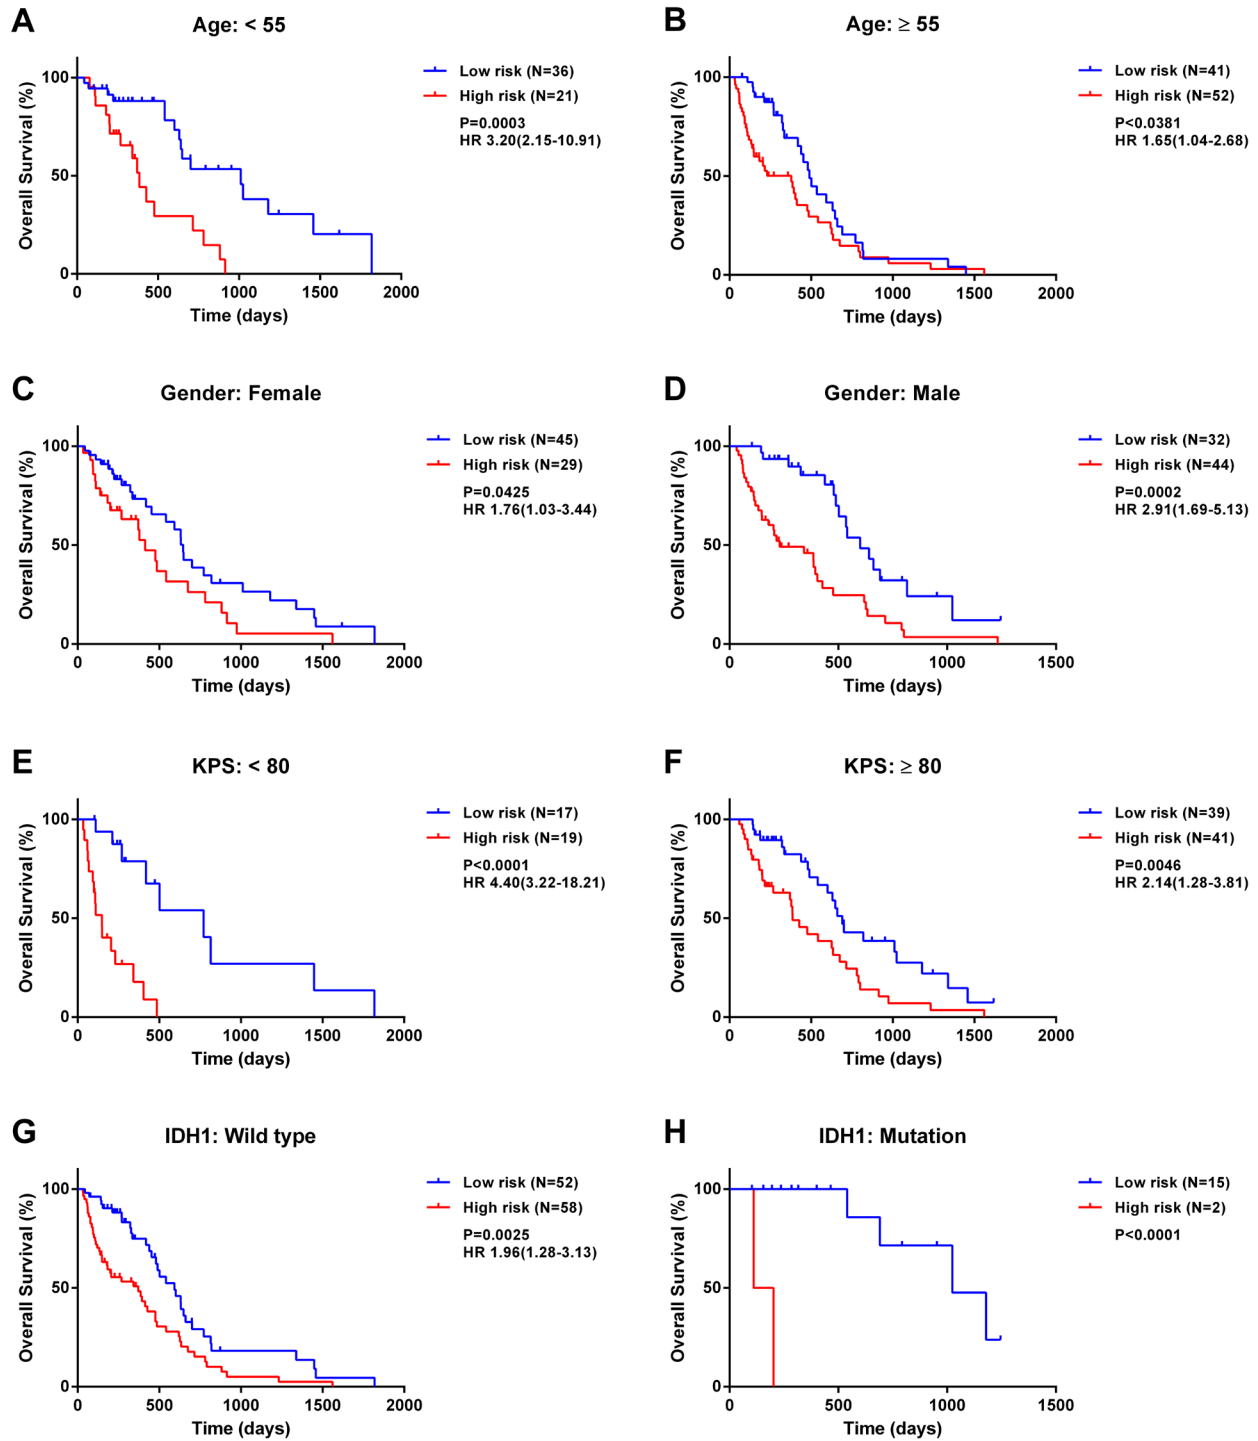 A
Age: < 55
Overall Survival (%)
100
50
0
0 500 1000 1500 2000
Time (days)
Low risk (N=36)
High risk (N=21)
P=0.0003
HR 3.20(2.15-10.91)
B
Age: ≥ 55
Overall Survival (%)
100
50
0
0 500 1000 1500 2000
Time (days)
Low risk (N=41)
High risk (N=52)
P<0.0381
HR 1.65(1.04-2.68)
C
Gender: Female
Overall Survival (%)
100
50
0
0 500 1000 1500 2000
Time (days)
Low risk (N=45)
High risk (N=29)
P=0.0425
HR 1.76(1.03-3.44)
D
Gender: Male
Overall Survival (%)
100
50
0
0 500 1000 1500
Time (days)
Low risk (N=32)
High risk (N=44)
P=0.0002
HR 2.91(1.69-5.13)
E
KPS: < 80
Overall Survival (%)
100
50
0
0 500 1000 1500 2000
Time (days)
Low risk (N=17)
High risk (N=19)
P<0.0001
HR 4.40(3.22-18.21)
F
KPS: ≥ 80
Overall Survival (%)
100
50
0
0 500 1000 1500 2000
Time (days)
Low risk (N=39)
High risk (N=41)
P=0.0046
HR 2.14(1.28-3.81)
G
IDH1: Wild type
Overall Survival (%)
100
50
0
0 500 1000 1500 2000
Time (days)
Low risk (N=52)
High risk (N=58)
P=0.0025
HR 1.96(1.28-3.13)
H
IDH1: Mutation
Overall Survival (%)
100
50
0
0 500 1000 1500
Time (days)
Low risk (N=15)
High risk (N=2)
P<0.0001